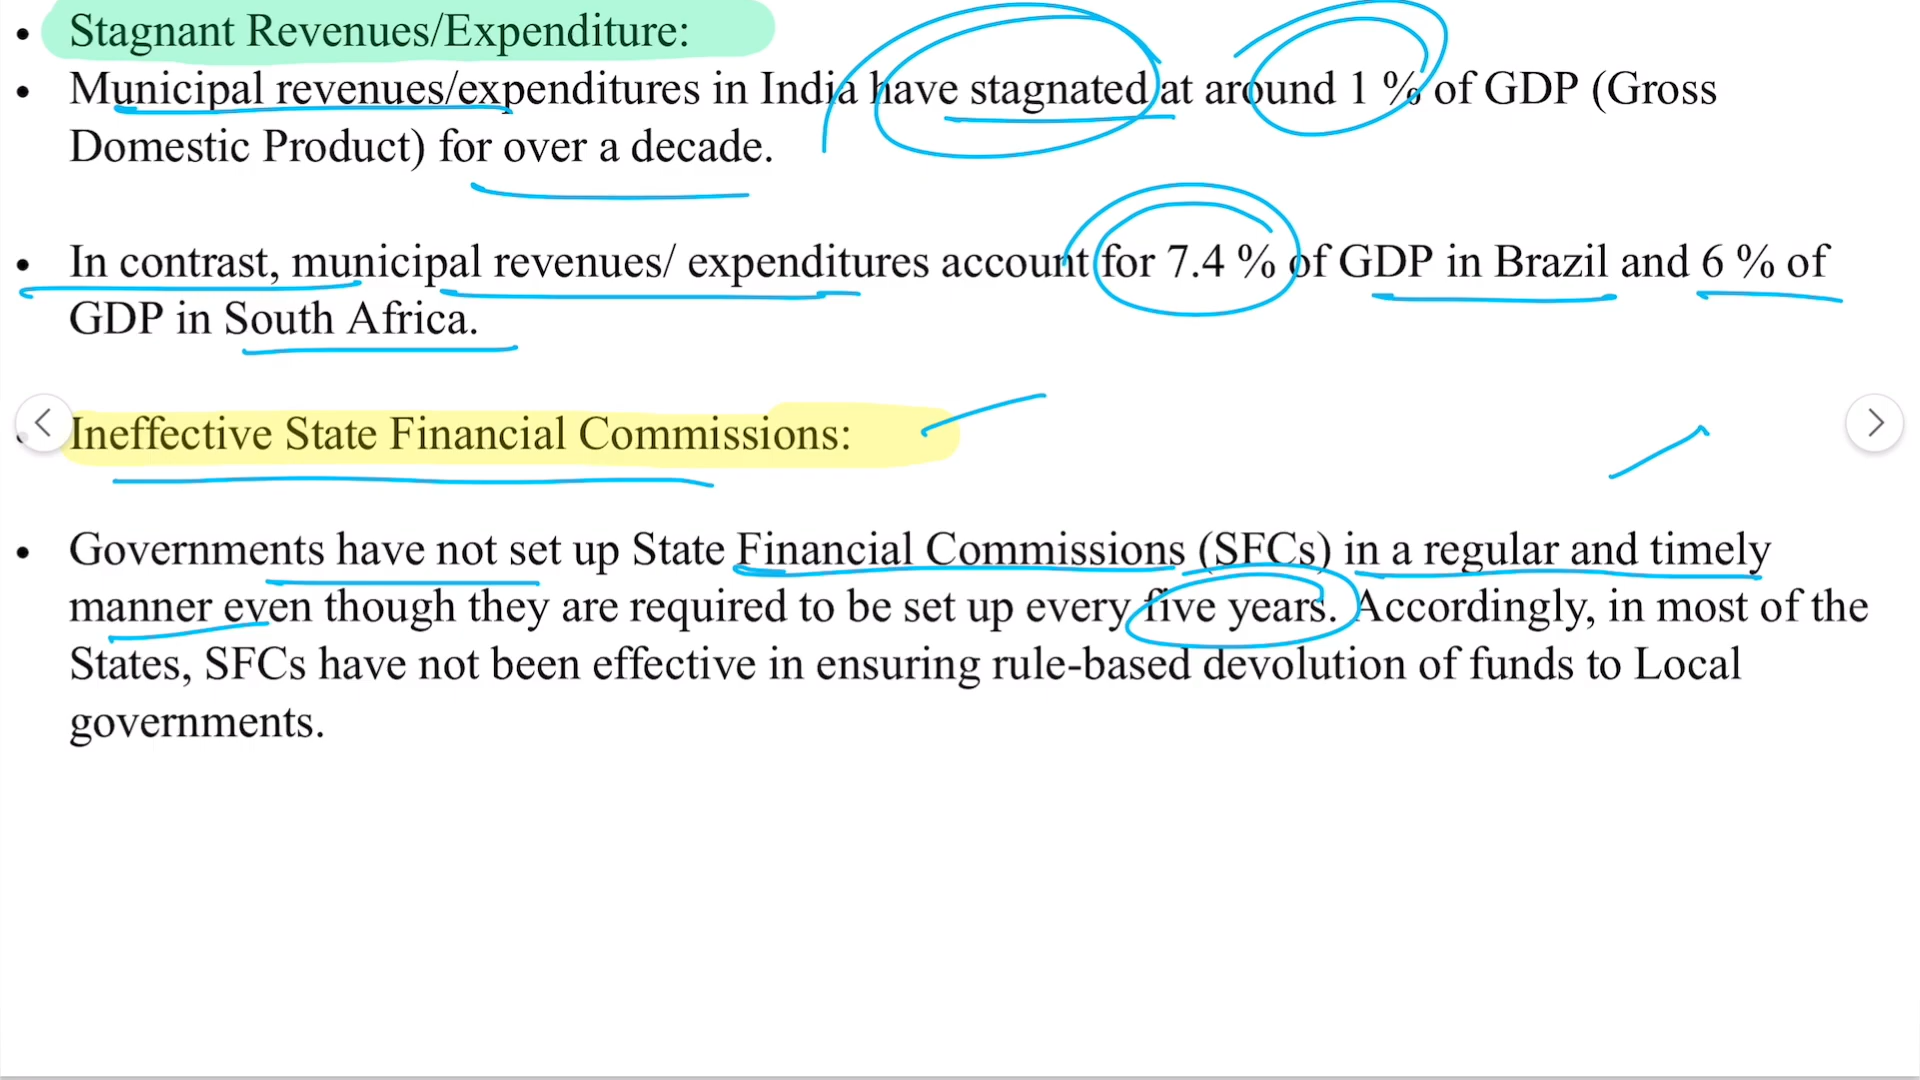 • Stagnant Revenues/Expenditure:
• Municipal revenues/expenditures in India have stagnated at around 1 % of GDP (Gross
Domestic Product) for over a decade.
• In contrast, municipal revenues/ expenditures account for 7.4 % of GDP in Brazil and 6 % of
GDP in South Africa.
• Ineffective State Financial Commissions:
• Governments have not set up State Financial Commissions (SFCs) in a regular and timely
manner even though they are required to be set up every five years. Accordingly, in most of the
States, SFCs have not been effective in ensuring rule-based devolution of funds to Local
governments.